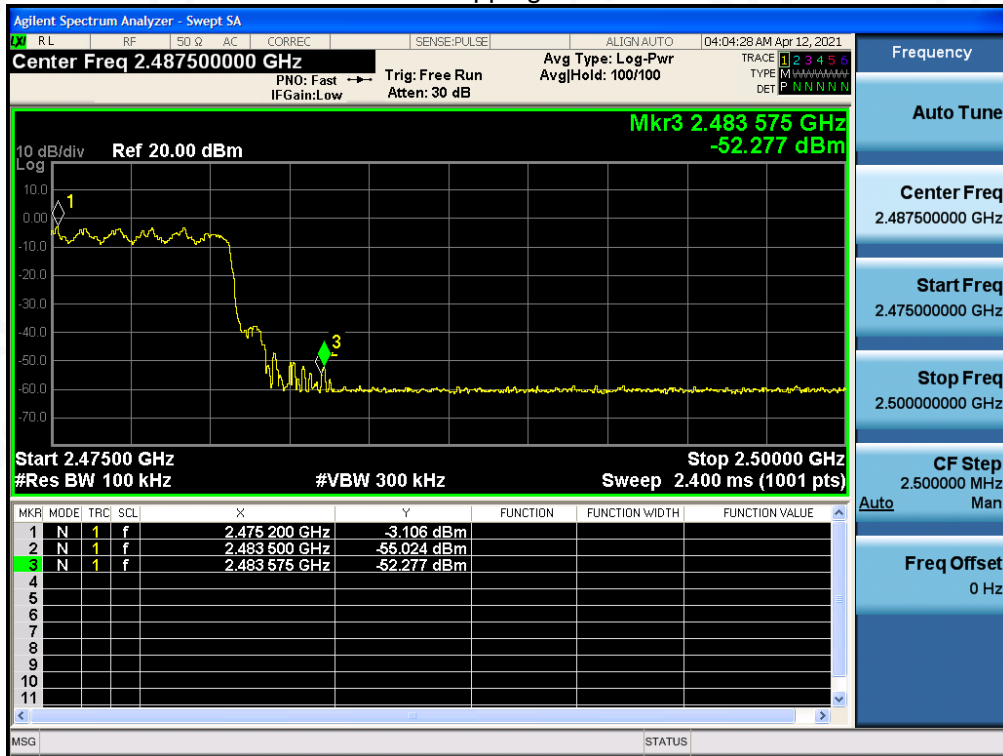 Agilent Spectrum Analyzer - Swept SA
LXI RL RF 50 Ω AC CORREC SENSE:PULSE ALIGN AUTO 04:04:28 AM Apr 12, 2021
Center Freq 2.487500000 GHz
PNO: Fast
IFGain:Low
Trig: Free Run
Atten: 30 dB
Avg Type: Log-Pwr
Avg|Hold: 100/100
TRACE 1 2 3 4 5 6
TYPE M
DET P N N N N N
Mkr3 2.483 575 GHz
-52.277 dBm
10 dB/div Ref 20.00 dBm
Log
10.0
0.00
-10.0
-20.0
-30.0
-40.0
-50.0
-60.0
-70.0
1
3
Start 2.47500 GHz Stop 2.50000 GHz
#Res BW 100 kHz #VBW 300 kHz Sweep 2.400 ms (1001 pts)
MKR MODE TRC SCL X Y FUNCTION FUNCTION WIDTH FUNCTION VALUE
1 N 1 f 2.475 200 GHz -3.106 dBm
2 N 1 f 2.483 500 GHz -55.024 dBm
3 N 1 f 2.483 575 GHz -52.277 dBm
4
5
6
7
8
9
10
11
MSG STATUS
Frequency
Auto Tune
Center Freq
2.487500000 GHz
Start Freq
2.475000000 GHz
Stop Freq
2.500000000 GHz
CF Step
2.500000 MHz
Auto Man
Freq Offset
0 Hz